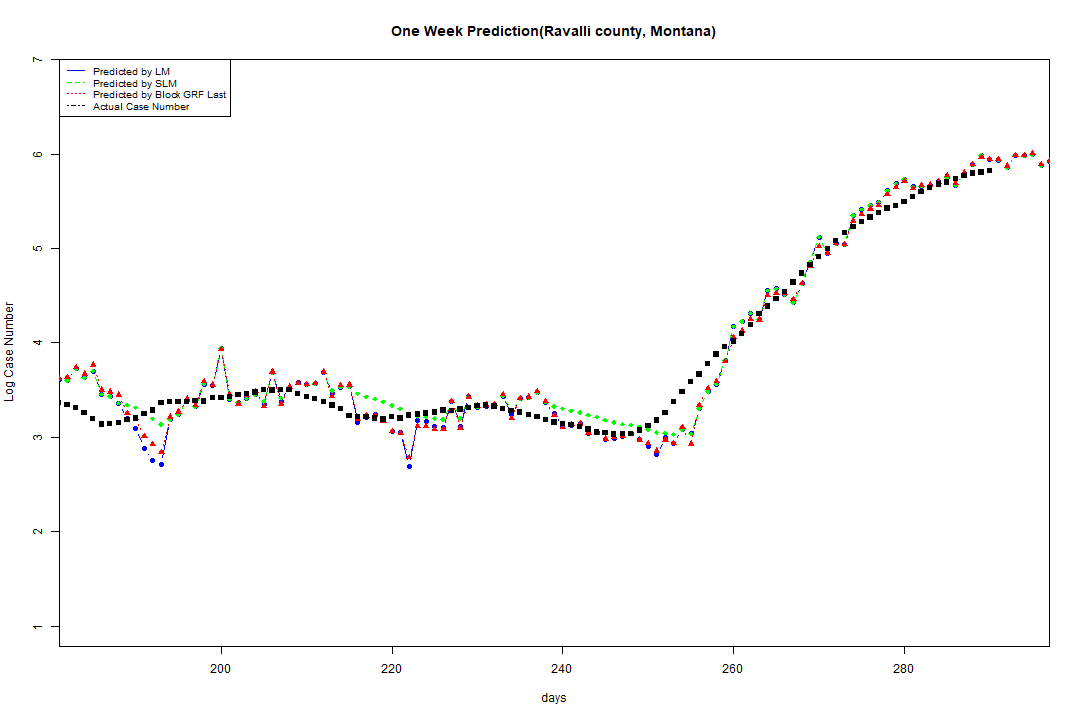 One Week Prediction(Ravalli county, Montana)
Predicted by LM
Predicted by SLM
Predicted by Block GRF Last
Actual Case Number
7
6
5
4
3
2
1
Log Case Number
200 220 240 260 280
days